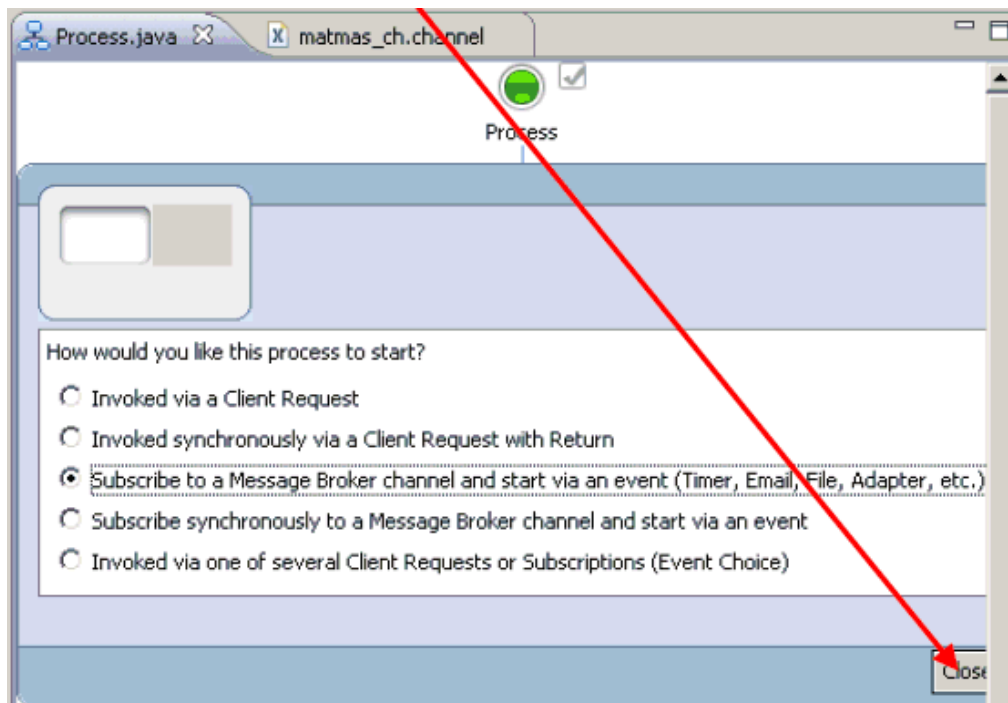 Process.java
matmas_ch.channel
Process
How would you like this process to start?
Invoked via a Client Request
Invoked synchronously via a Client Request with Return
Subscribe to a Message Broker channel and start via an event (Timer, Email, File, Adapter, etc.)
Subscribe synchronously to a Message Broker channel and start via an event
Invoked via one of several Client Requests or Subscriptions (Event Choice)
Close